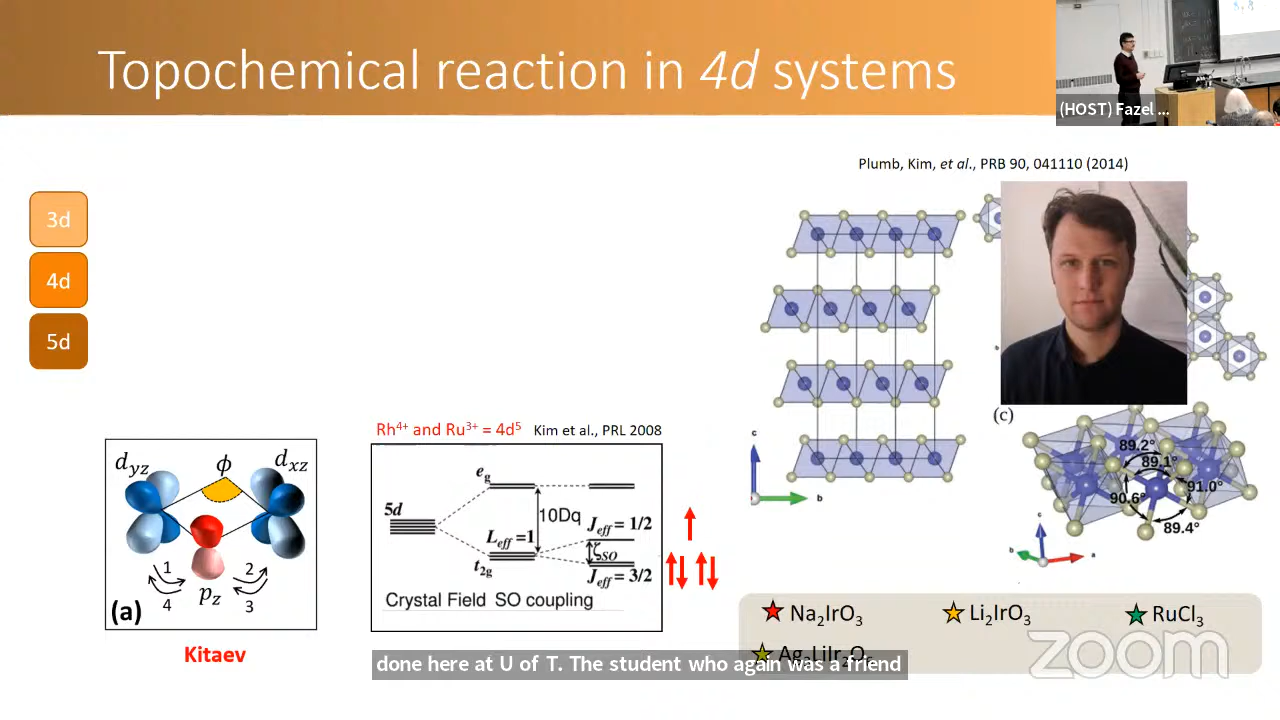 Topochemical reaction in 4d systems
(HOST) Fazel ...
Plumb, Kim, et al., PRB 90, 041110 (2014)
3d
4d
5d
c
b
b
(c)
89.2°
89.1°
91.0°
90.6°
89.4°
c
b
a
Rh⁴⁺ and Ru³⁺ = 4d⁵ Kim et al., PRL 2008
d_yz ϕ d_xz
1 2
4 p_z 3
(a)
Kitaev
e_g
5d
10Dq
L_eff =1
J_eff = 1/2
ζ_SO
t_2g
J_eff = 3/2
Crystal Field SO coupling
Na₂IrO₃ Li₂IrO₃ RuCl₃
zoom
done here at U of T. The student who again was a friend